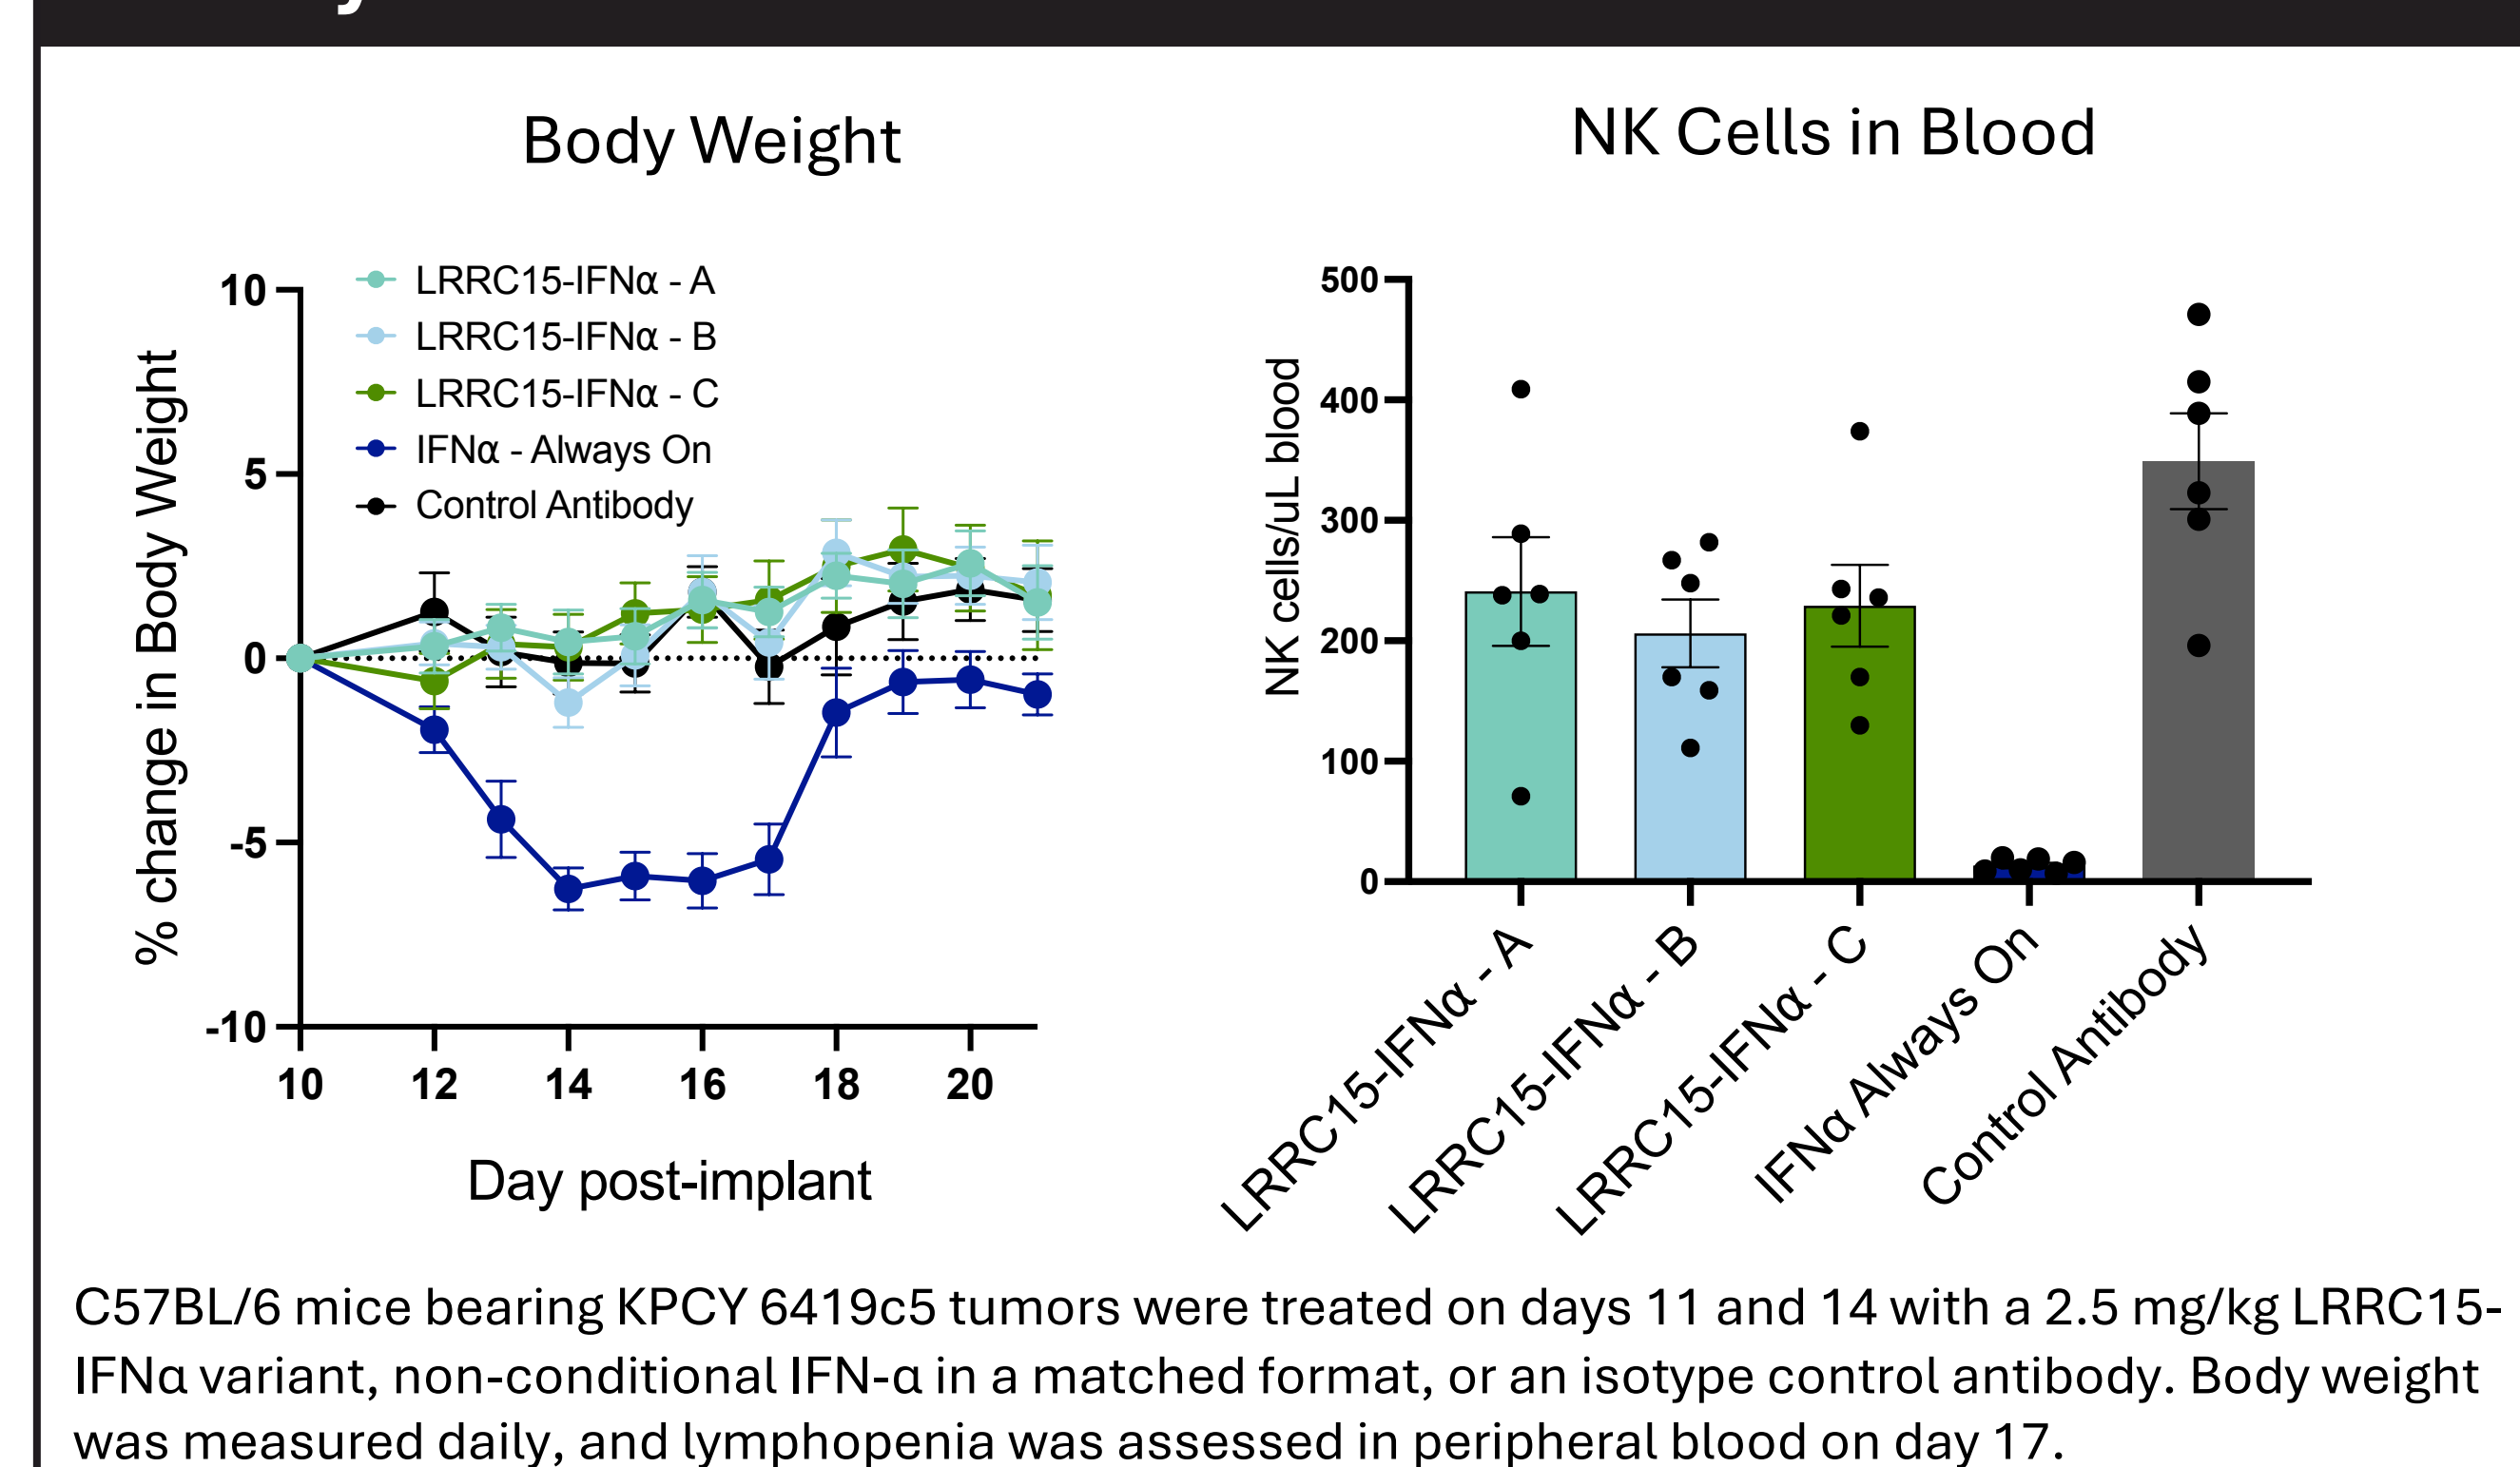 Body Weight
10
5
0
-5
-10
% change in Body Weight
LRRC15-IFNα - A
LRRC15-IFNα - B
LRRC15-IFNα - C
IFNα - Always On
Control Antibody
10 12 14 16 18 20
Day post-implant
NK Cells in Blood
500
400
300
200
100
0
NK cells/uL blood
LRRC15-IFNα - A
LRRC15-IFNα - B
LRRC15-IFNα - C
IFNα Always On
Control Antibody
C57BL/6 mice bearing KPCY 6419c5 tumors were treated on days 11 and 14 with a 2.5 mg/kg LRRC15-
IFNα variant, non-conditional IFN-α in a matched format, or an isotype control antibody. Body weight
was measured daily, and lymphopenia was assessed in peripheral blood on day 17.